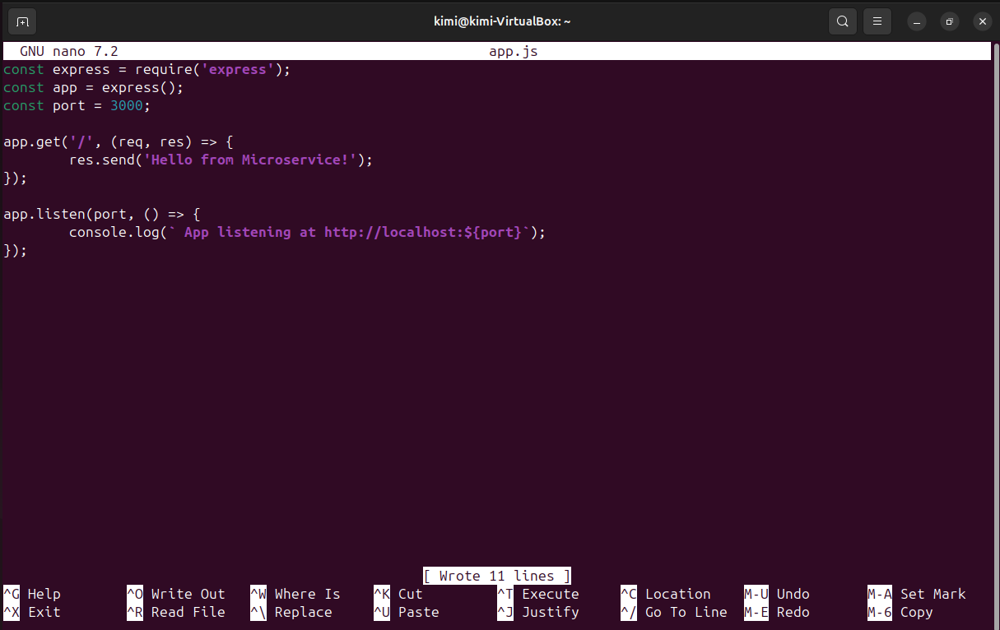 kimi@kimi-VirtualBox: ~
GNU nano 7.2 app.js
const express = require('express');
const app = express();
const port = 3000;
app.get('/', (req, res) => {
        res.send('Hello from Microservice!');
});
app.listen(port, () => {
        console.log(` App listening at http://localhost:${port}`);
});
[ Wrote 11 lines ]
^G Help ^O Write Out ^W Where Is ^K Cut ^T Execute ^C Location M-U Undo M-A Set Mark
^X Exit ^R Read File ^\ Replace ^U Paste ^J Justify ^/ Go To Line M-E Redo M-6 Copy